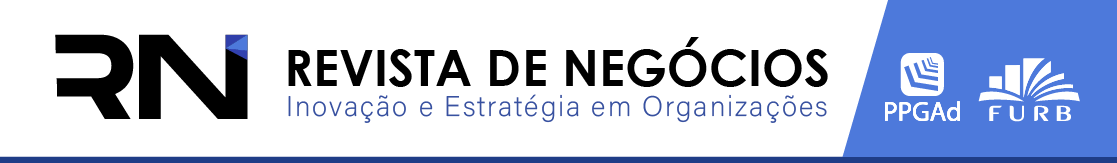 RN
REVISTA DE NEGÓCIOS
Inovação e Estratégia em Organizações
PPGAd
FURB